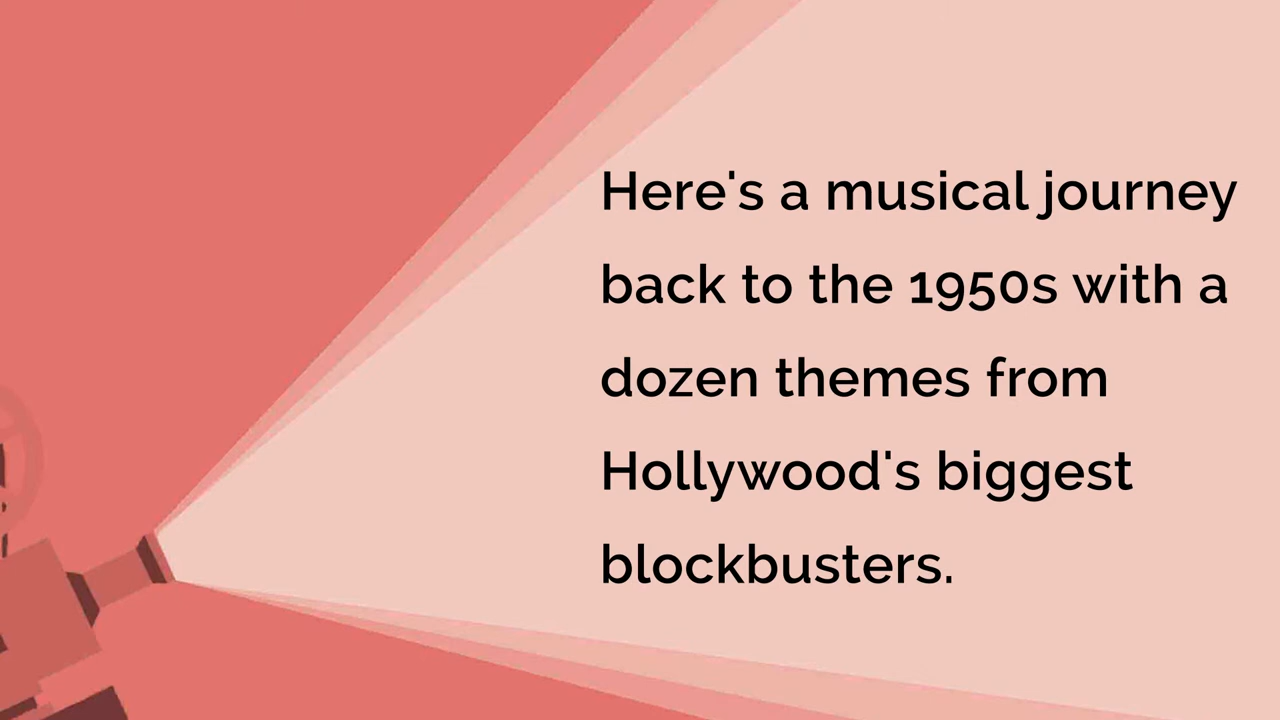 Here's a musical journey
back to the 1950s with a
dozen themes from
Hollywood's biggest
blockbusters.